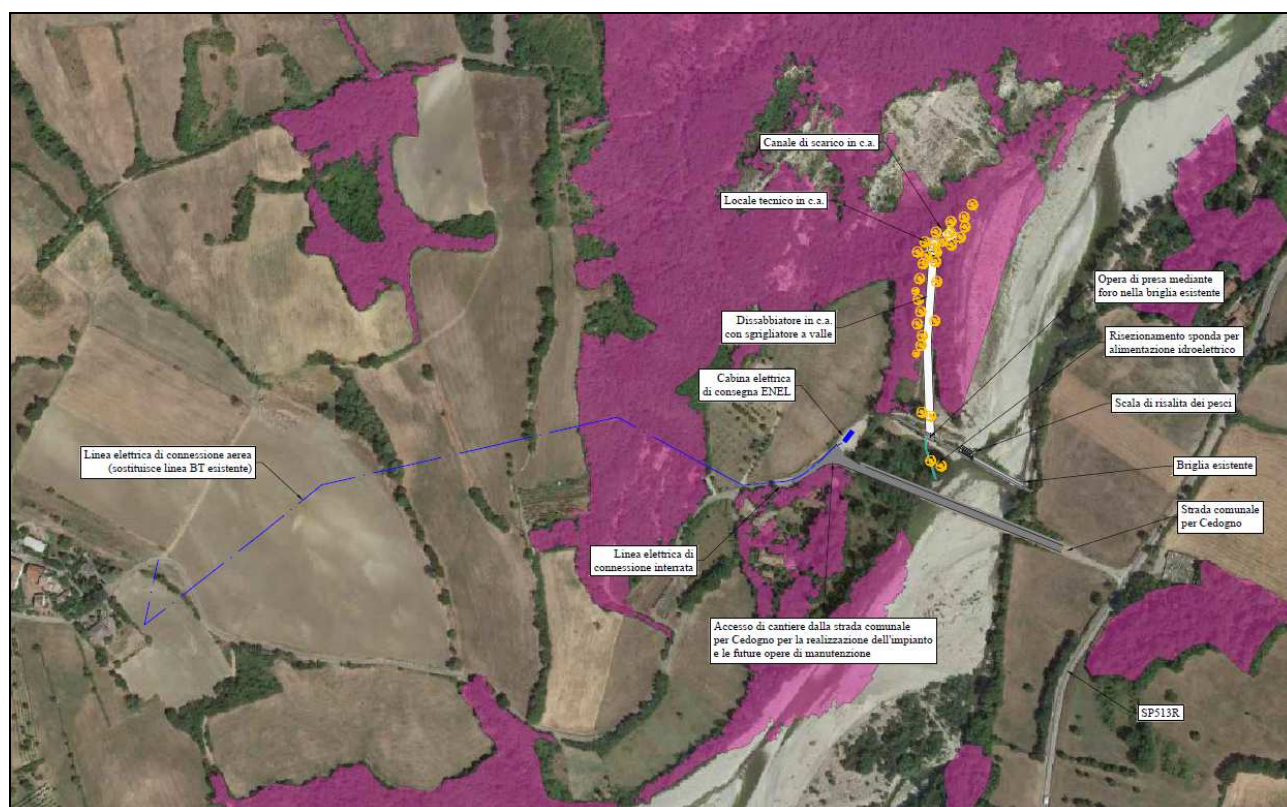 Canale di scarico in c.a.
Locale tecnico in c.a.
Opera di presa mediante
foro nella briglia esistente
Dissabbiatore in c.a.
con sgrigliatore a valle
Risezionamento sponda per
alimentazione idroelettrico
Cabina elettrica
di consegna ENEL
Scala di risalita dei pesci
Linea elettrica di connessione aerea
(sostituisce linea BT esistente)
Briglia esistente
Strada comunale
per Cedogno
Linea elettrica di
connessione interrata
Accesso di cantiere dalla strada comunale
per Cedogno per la realizzazione dell'impianto
e le future opere di manutenzione
SP513R